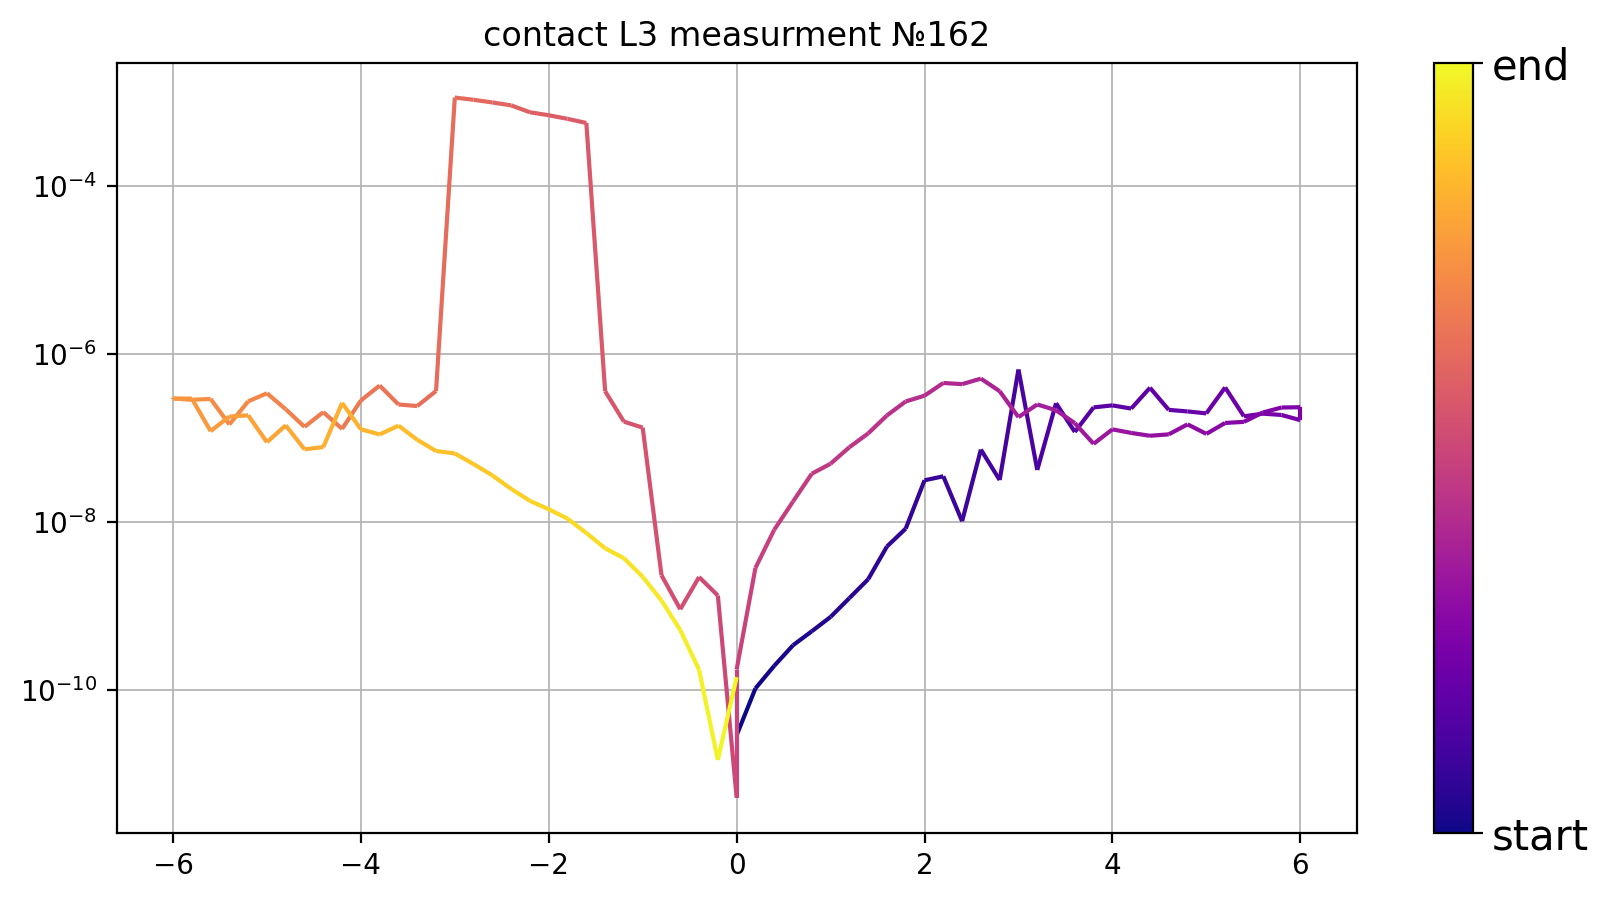 contact L3 measurment №162
end
10⁻⁴
10⁻⁶
10⁻⁸
10⁻¹⁰
−6 −4 −2 0 2 4 6
start